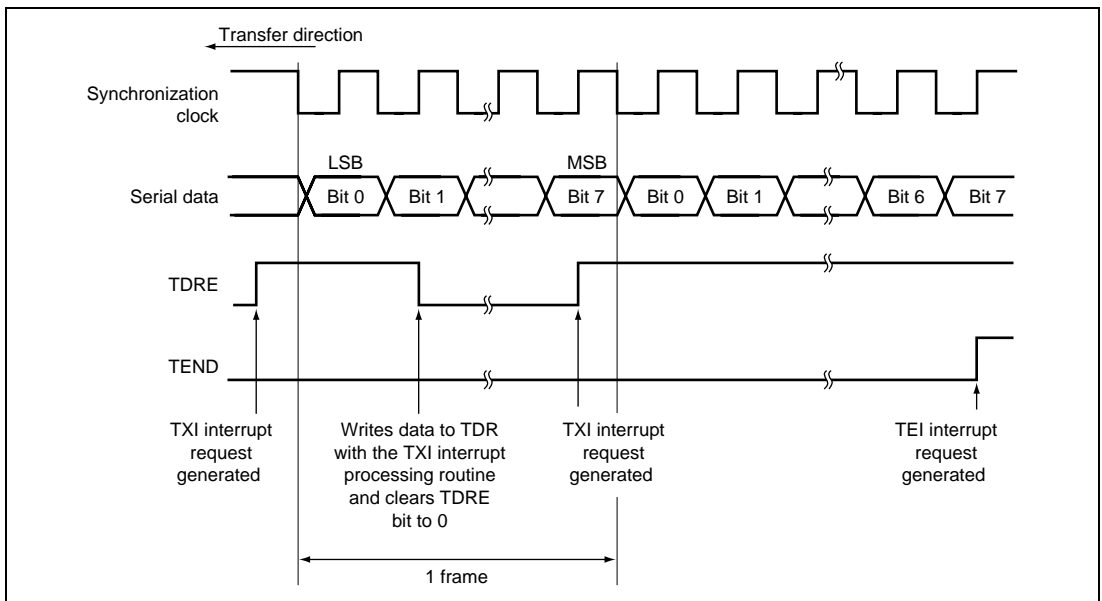 Transfer direction
Synchronization
clock
LSB
MSB
Serial data
Bit 0
Bit 1
Bit 7
Bit 0
Bit 1
Bit 6
Bit 7
TDRE
TEND
TXI interrupt
request
generated
Writes data to TDR
with the TXI interrupt
processing routine
and clears TDRE
bit to 0
TXI interrupt
request
generated
TEI interrupt
request
generated
1 frame